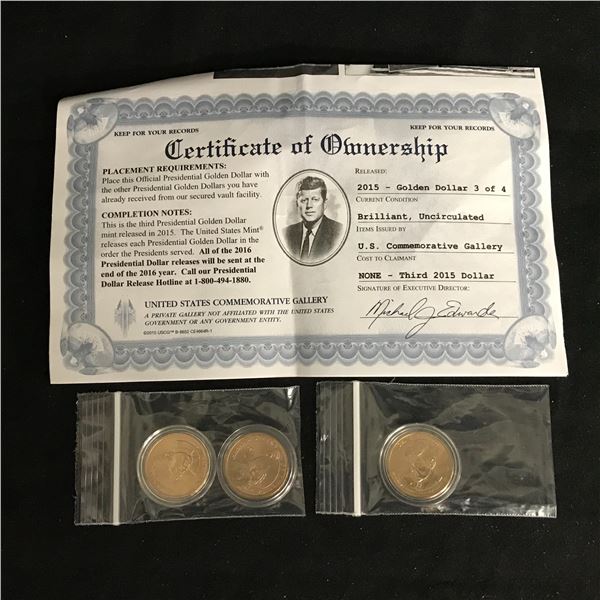 KEEP FOR YOUR RECORDS
KEEP FOR YOUR RECORDS
Certificate of Ownership
PLACEMENT REQUIREMENTS:
Place this Official Presidential Golden Dollar with
the other Presidential Golden Dollars you have
already received from our secured vault facility.
COMPLETION NOTES:
This is the third Presidential Golden Dollar
mint released in 2015. The United States Mint®
releases each Presidential Golden Dollar in the
order the Presidents served. All of the 2016
Presidential Dollar releases will be sent at the
end of the 2016 year. Call our Presidential
Dollar Release Hotline at 1-800-494-1880.
UNITED STATES COMMEMORATIVE GALLERY
A PRIVATE GALLERY NOT AFFILIATED WITH THE UNITED STATES
GOVERNMENT OR ANY GOVERNMENT ENTITY.
RELEASED:
2015 - Golden Dollar 3 of 4
CURRENT CONDITION
Brilliant, Uncirculated
ITEMS ISSUED BY
U.S. Commemorative Gallery
COST TO CLAIMANT
NONE - Third 2015 Dollar
SIGNATURE OF EXECUTIVE DIRECTOR:
Michael J Edwards